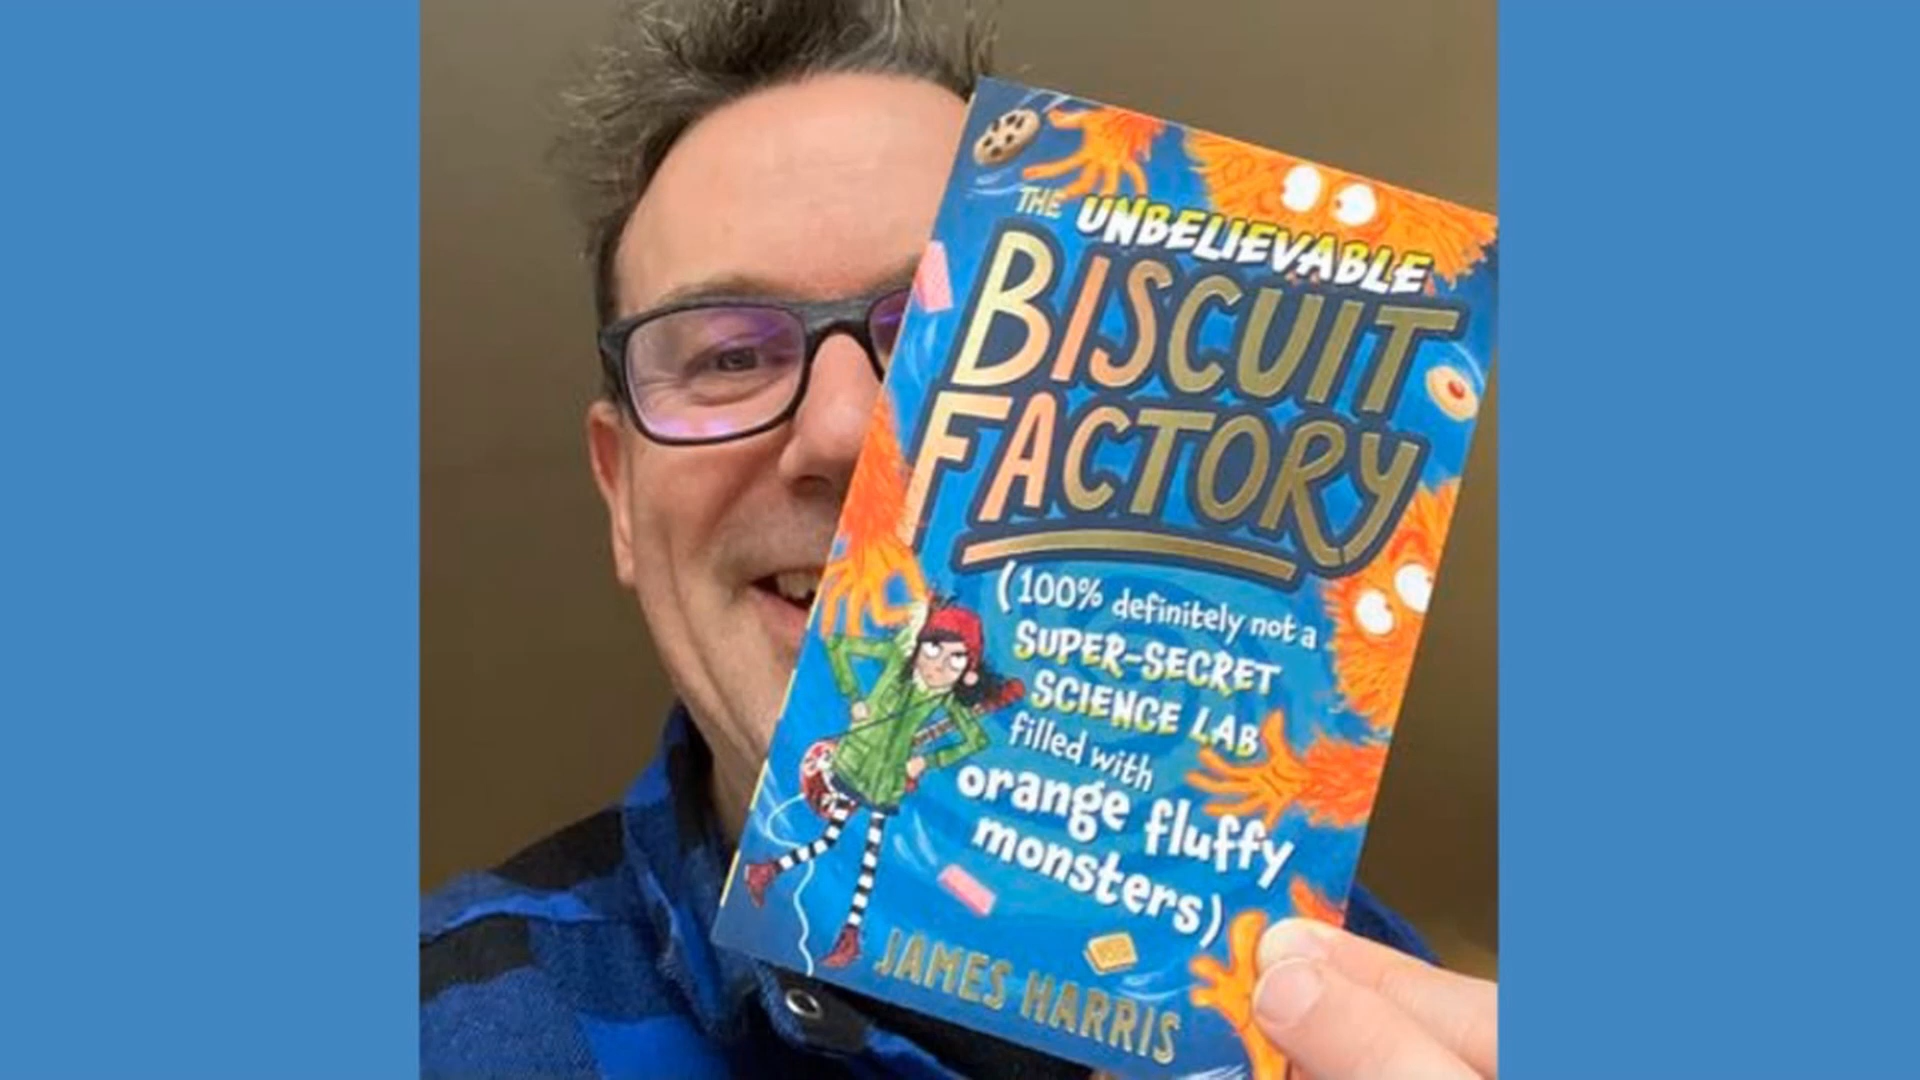 THE UNBELIEVABLE
BISCUIT
FACTORY
(100% definitely not a
SUPER-SECRET
SCIENCE LAB
filled with
orange fluffy
monsters)
JAMES HARRIS